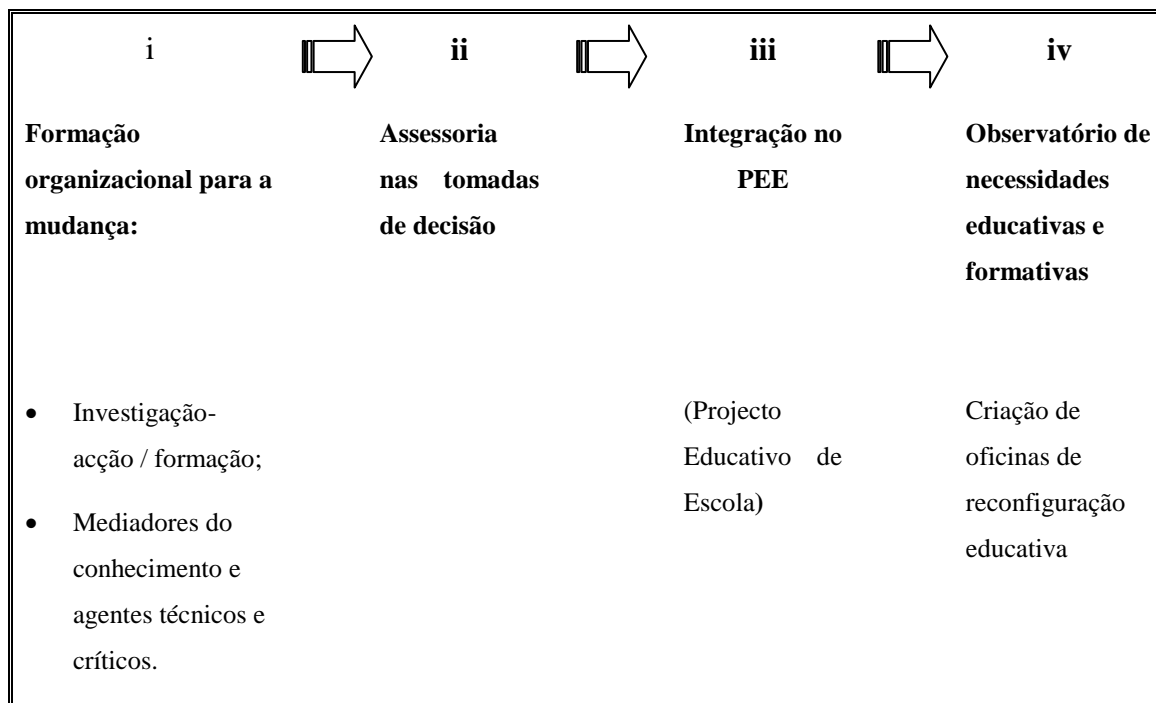 i
ii
iii
iv
Formação
organizacional para a
mudança:
Assessoria
nas tomadas
de decisão
Integração no
PEE
Observatório de
necessidades
educativas e
formativas
• Investigação-
acção / formação;
• Mediadores do
conhecimento e
agentes técnicos e
críticos.
(Projecto
Educativo de
Escola)
Criação de
oficinas de
reconfiguração
educativa